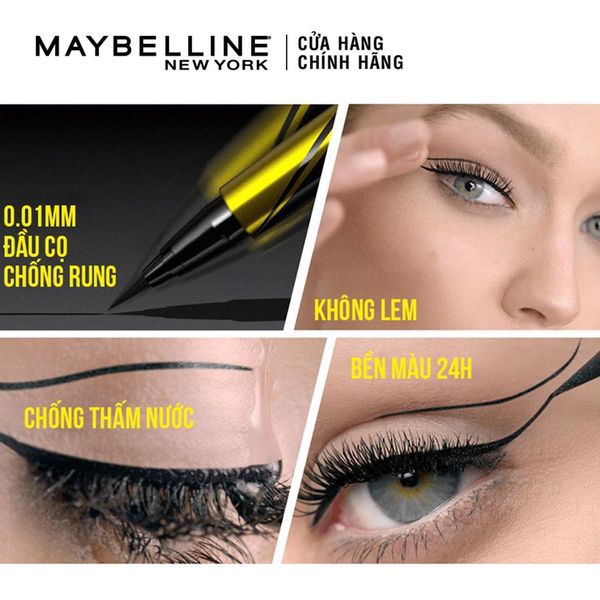 MAYBELLINE
NEW YORK
CỬA HÀNG
CHÍNH HÃNG
0.01MM
ĐẦU CỌ
CHỐNG RUNG
KHÔNG LEM
CHỐNG THẤM NƯỚC
BỀN MÀU 24H